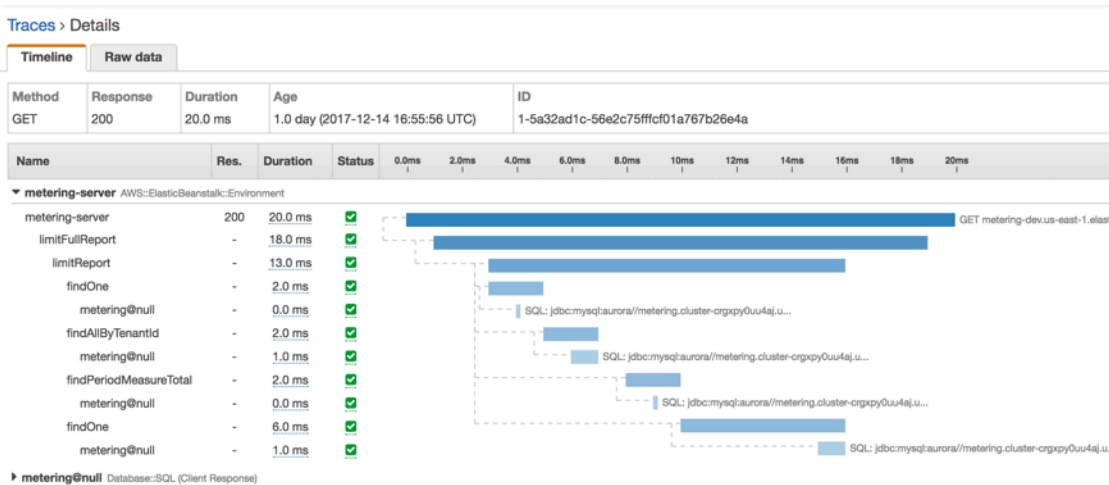 Traces > Details
Timeline Raw data
Method Response Duration Age ID
GET 200 20.0 ms 1.0 day (2017-12-14 16:55:56 UTC) 1-5a32ad1c-56e2c75fffcf01a767b26e4a
Name Res. Duration Status 0.0ms 2.0ms 4.0ms 6.0ms 8.0ms 10ms 12ms 14ms 16ms 18ms 20ms
metering-server AWS::ElasticBeanstalk::Environment
metering-server 200 20.0 ms GET metering-dev.us-east-1.elast
limitFullReport - 18.0 ms
limitReport - 13.0 ms
findOne - 2.0 ms
metering@null - 0.0 ms SQL: jdbc:mysql:aurora//metering.cluster-crgxpy0uu4aj.u...
findAllByTenantId - 2.0 ms
metering@null - 1.0 ms SQL: jdbc:mysql:aurora//metering.cluster-crgxpy0uu4aj.u...
findPeriodMeasureTotal - 2.0 ms
metering@null - 0.0 ms SQL: jdbc:mysql:aurora//metering.cluster-crgxpy0uu4aj.u...
findOne - 6.0 ms
metering@null - 1.0 ms SQL: jdbc:mysql:aurora//metering.cluster-crgxpy0uu4aj.u.
metering@null Database::SQL (Client Response)